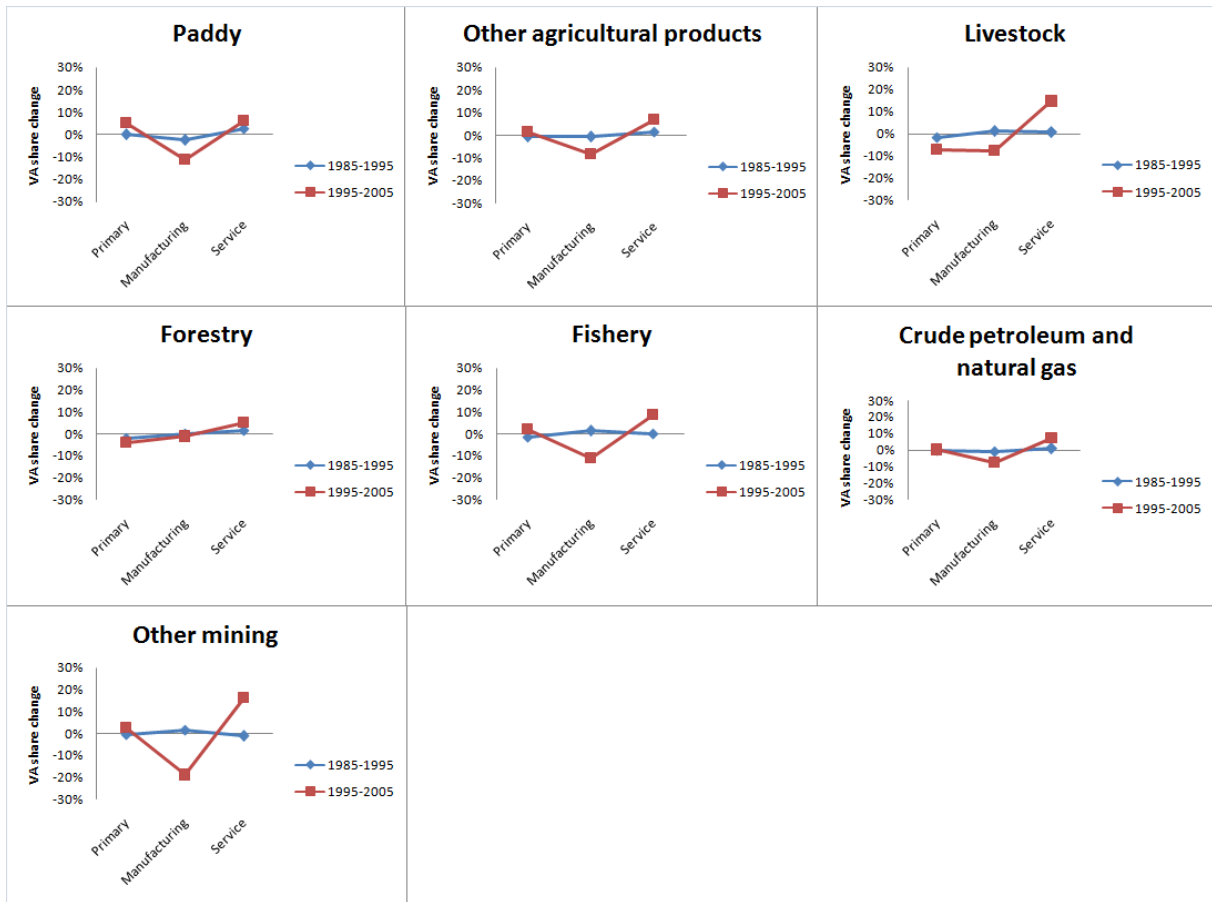 Paddy
30%
20%
10%
0%
-10%
-20%
-30%
VA share change
Primary
Manufacturing
Service
1985-1995
1995-2005
Other agricultural products
30%
20%
10%
0%
-10%
-20%
-30%
VA share change
Primary
Manufacturing
Service
1985-1995
1995-2005
Livestock
30%
20%
10%
0%
-10%
-20%
-30%
VA share change
Primary
Manufacturing
Service
1985-1995
1995-2005
Forestry
30%
20%
10%
0%
-10%
-20%
-30%
VA share change
Primary
Manufacturing
Service
1985-1995
1995-2005
Fishery
30%
20%
10%
0%
-10%
-20%
-30%
VA share change
Primary
Manufacturing
Service
1985-1995
1995-2005
Crude petroleum and
natural gas
30%
20%
10%
0%
-10%
-20%
-30%
VA share change
Primary
Manufacturing
Service
1985-1995
1995-2005
Other mining
30%
20%
10%
0%
-10%
-20%
-30%
VA share change
Primary
Manufacturing
Service
1985-1995
1995-2005